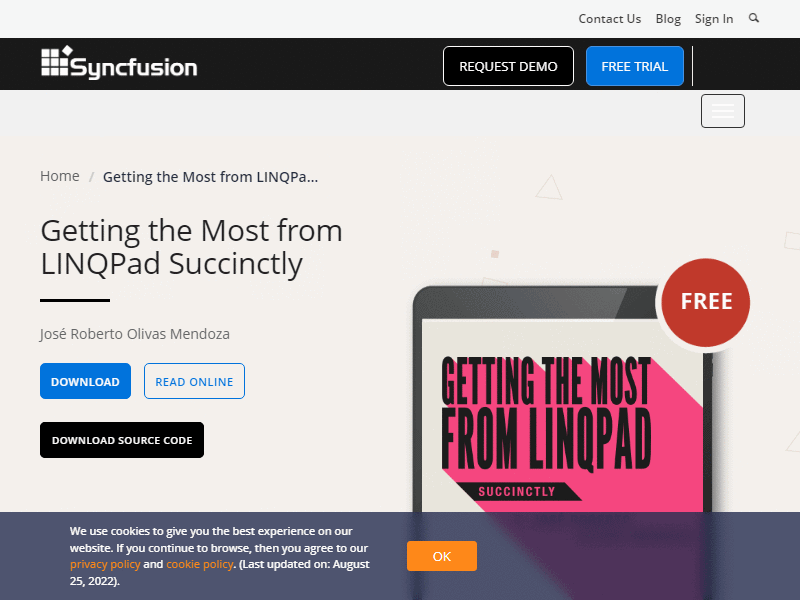 Contact Us Blog Sign In
Syncfusion
REQUEST DEMO FREE TRIAL
Home / Getting the Most from LINQPa...
Getting the Most from
LINQPad Succinctly
José Roberto Olivas Mendoza
DOWNLOAD READ ONLINE
DOWNLOAD SOURCE CODE
FREE
GETTING THE MOST
FROM LINQPAD
SUCCINCTLY
We use cookies to give you the best experience on our
website. If you continue to browse, then you agree to our
privacy policy and cookie policy. (Last updated on: August
25, 2022).
OK